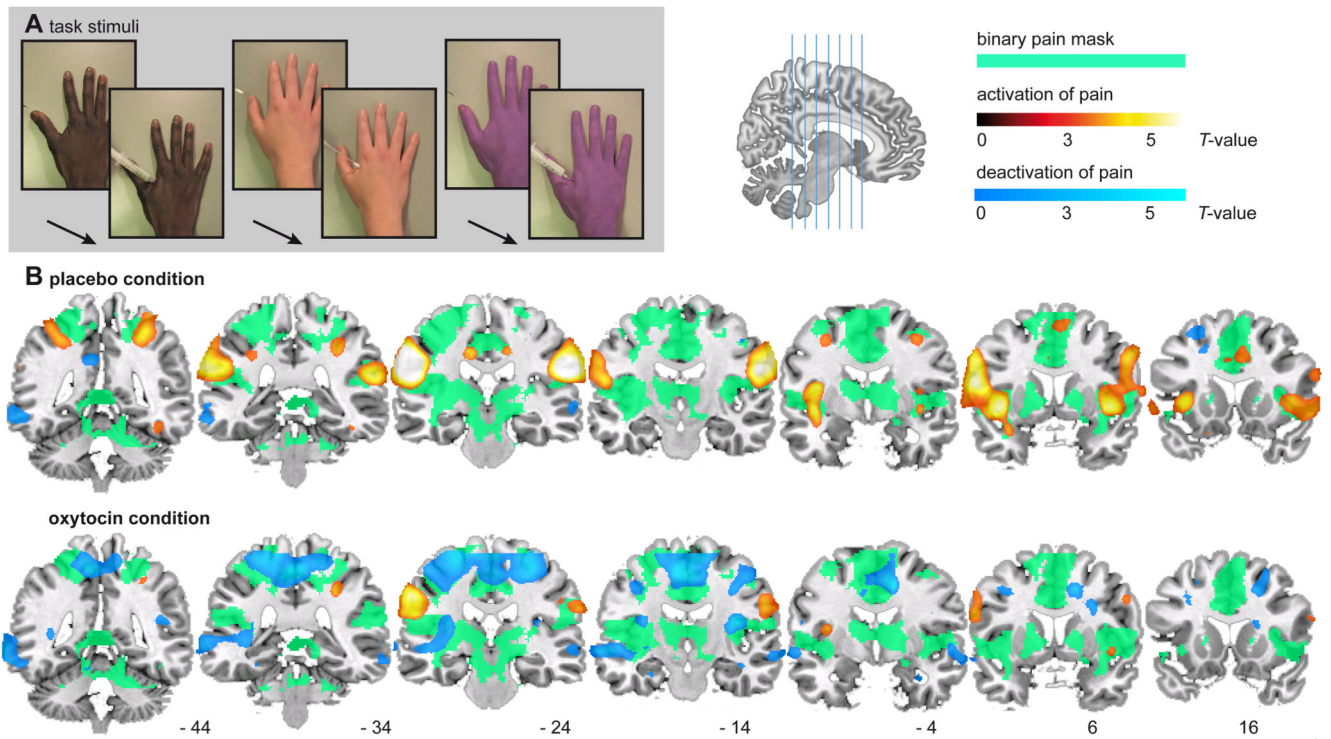 A task stimuli
binary pain mask
activation of pain
0 3 5 T-value
deactivation of pain
0 3 5 T-value
B placebo condition
oxytocin condition
- 44 - 34 - 24 - 14 - 4 6 16